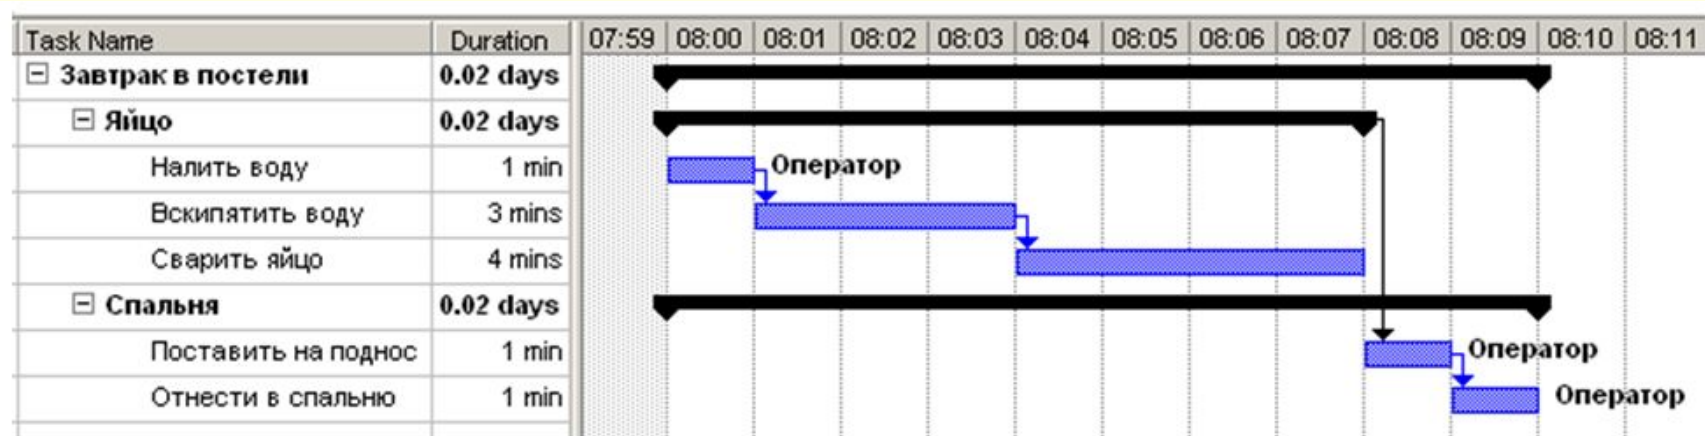 Task Name Duration 07:59 08:00 08:01 08:02 08:03 08:04 08:05 08:06 08:07 08:08 08:09 08:10 08:11
Завтрак в постели 0.02 days
Яйцо 0.02 days
Налить воду 1 min Оператор
Вскипятить воду 3 mins
Сварить яйцо 4 mins
Спальня 0.02 days
Поставить на поднос 1 min Оператор
Отнести в спальню 1 min Оператор